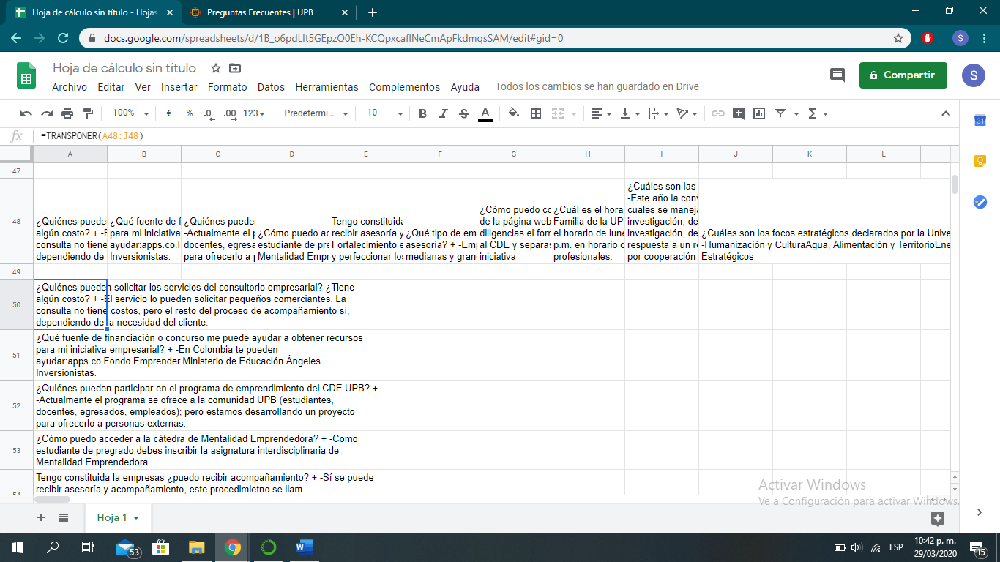 Hoja de cálculo sin título - Hojas
Preguntas Frecuentes | UPB
docs.google.com/spreadsheets/d/1B_o6pdLIt5GEpzQ0Eh-KCQpxcaflNeCmApFkdmqsSAM/edit#gid=0
S
Hoja de cálculo sin título
Compartir
S
Archivo Editar Ver Insertar Formato Datos Herramientas Complementos Ayuda Todos los cambios se han guardado en Drive
100% € % .0 .00 123 Predetermi... 10 B I S A Σ
31
fx =TRANSPONER(A48:J48)
A B C D E F G H I J K L
47
48
¿Quiénes puede
algún costo? + -E
consulta no tiene
dependiendo de
¿Qué fuente de f
para mi iniciativa
ayudar:apps.co.F
Inversionistas.
¿Quiénes puede
-Actualmente el p
docentes, egresa
para ofrecerlo a p
¿Cómo puedo ac
estudiante de pre
Mentalidad Empr
Tengo constituida
recibir asesoría y
Fortalecimiento e
y perfeccionar lo
¿Qué tipo de em
asesoría? + -Em
medianas y gran
¿Cómo puedo co
de la página web
diligencias el forn
al CDE y separas
iniciativa
¿Cuál es el horar
Familia de la UPI
el horario de lune
p.m. en horario d
profesionales.
¿Cuáles son las
-Este año la conv
cuales se maneja
investigación, de
investigación, de
respuesta a un re
por cooperación
¿Cuáles son los focos estratégicos declarados por la Unive
-Humanización y CulturaAgua, Alimentación y TerritorioEne
Estratégicos
49
50
¿Quiénes pueden solicitar los servicios del consultorio empresarial? ¿Tiene
algún costo? + -El servicio lo pueden solicitar pequeños comerciantes. La
consulta no tiene costos, pero el resto del proceso de acompañamiento sí,
dependiendo de la necesidad del cliente.
51
¿Qué fuente de financiación o concurso me puede ayudar a obtener recursos
para mi iniciativa empresarial? + -En Colombia te pueden
ayudar:apps.co.Fondo Emprender.Ministerio de Educación.Ángeles
Inversionistas.
52
¿Quiénes pueden participar en el programa de emprendimiento del CDE UPB? +
-Actualmente el programa se ofrece a la comunidad UPB (estudiantes,
docentes, egresados, empleados); pero estamos desarrollando un proyecto
para ofrecerlo a personas externas.
53
¿Cómo puedo acceder a la cátedra de Mentalidad Emprendedora? + -Como
estudiante de pregrado debes inscribir la asignatura interdisciplinaria de
Mentalidad Emprendedora.
Tengo constituida la empresas ¿puedo recibir acompañamiento? + -Sí se puede
recibir asesoría y acompañamiento, este procedimietno se llam
Activar Windows
Ve a Configuración para activar Windows.
Hoja 1
53
ESP
10:42 p. m.
29/03/2020
15